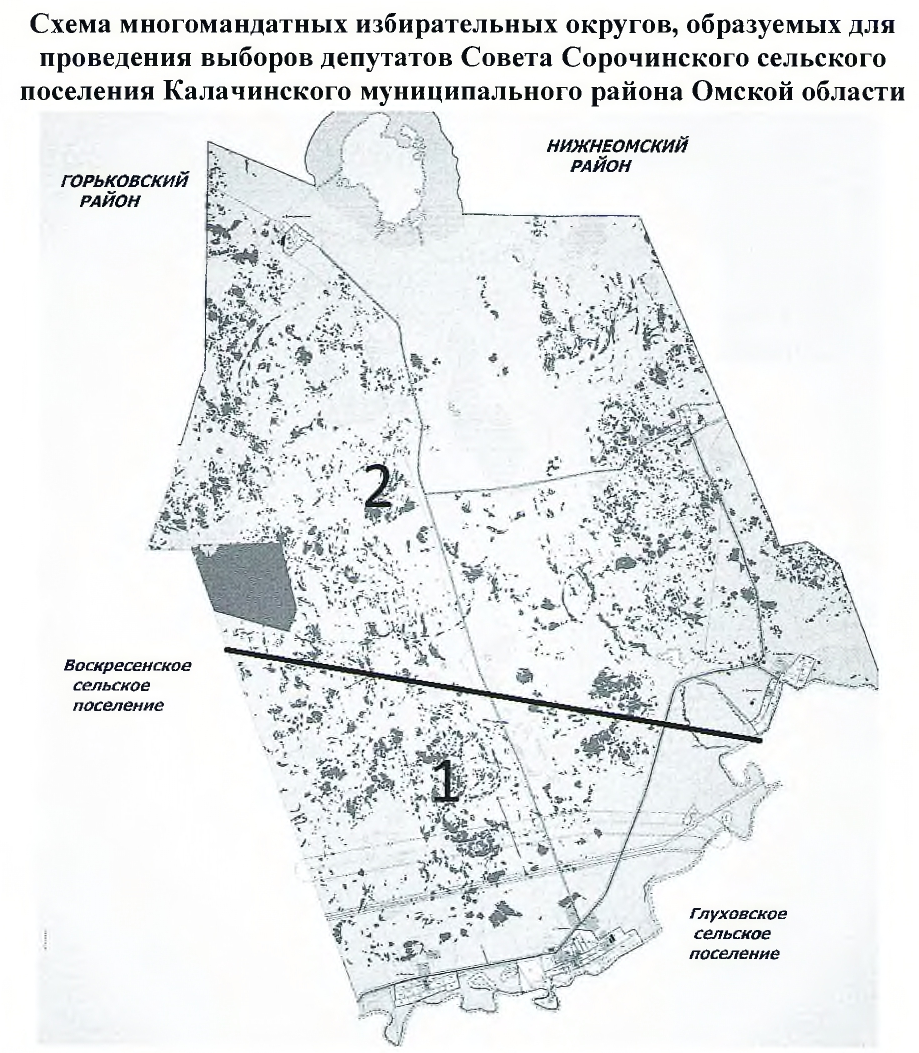 Схема многомандатных избирательных округов, образуемых для
проведения выборов депутатов Совета Сорочинского сельского
поселения Калачинского муниципального района Омской области
НИЖНЕОМСКИЙ
РАЙОН
ГОРЬКОВСКИЙ
РАЙОН
2
Воскресенское
сельское
поселение
1
Глуховское
сельское
поселение